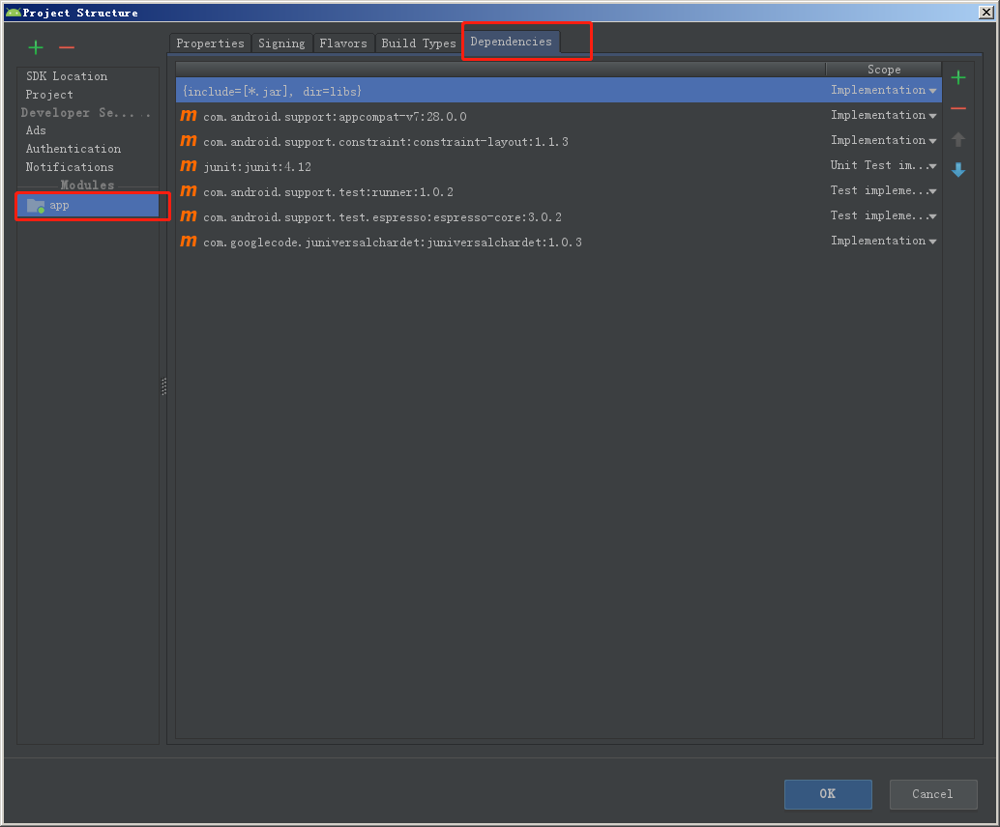 Project Structure
Properties Signing Flavors Build Types Dependencies
SDK Location
Project
Developer Se... .
Ads
Authentication
Notifications
Modules
app
Scope
{include=[*.jar], dir=libs} Implementation
m com.android.support:appcompat-v7:28.0.0 Implementation
m com.android.support.constraint:constraint-layout:1.1.3 Implementation
m junit:junit:4.12 Unit Test im...
m com.android.support.test:runner:1.0.2 Test impleme...
m com.android.support.test.espresso:espresso-core:3.0.2 Test impleme...
m com.googlecode.juniversalchardet:juniversalchardet:1.0.3 Implementation
OK Cancel